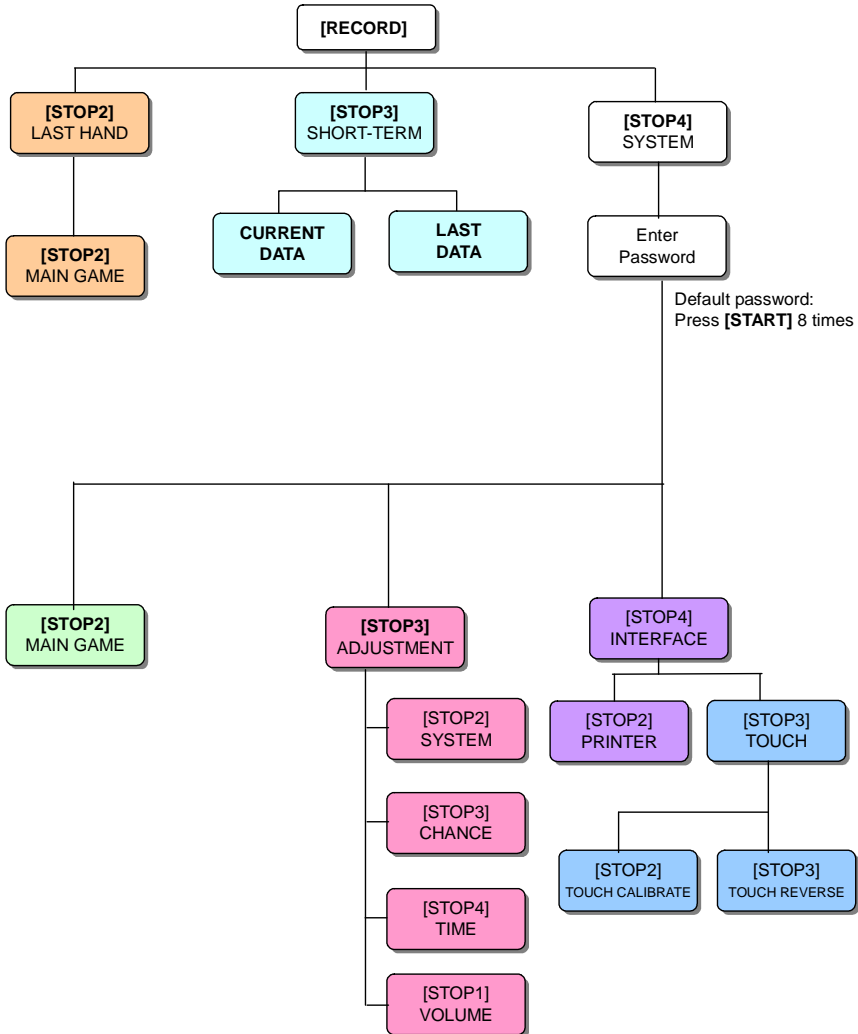 [RECORD]
[STOP2]
LAST HAND
[STOP3]
SHORT-TERM
[STOP4]
SYSTEM
[STOP2]
MAIN GAME
CURRENT
DATA
LAST
DATA
Enter
Password
Default password:
Press [START] 8 times
[STOP2]
MAIN GAME
[STOP3]
ADJUSTMENT
[STOP4]
INTERFACE
[STOP2]
SYSTEM
[STOP3]
CHANCE
[STOP4]
TIME
[STOP1]
VOLUME
[STOP2]
PRINTER
[STOP3]
TOUCH
[STOP2]
TOUCH CALIBRATE
[STOP3]
TOUCH REVERSE